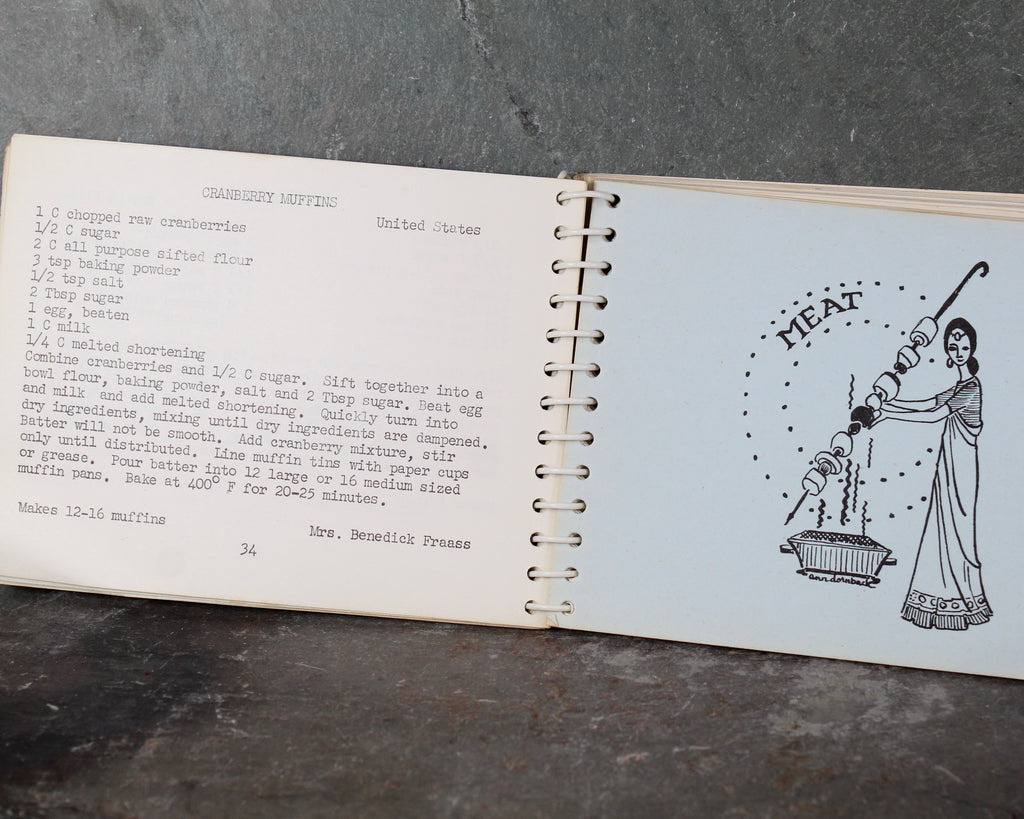 CRANBERRY MUFFINS
United States
1 C chopped raw cranberries
1/2 C sugar
2 C all purpose sifted flour
3 tsp baking powder
1/2 tsp salt
2 Tbsp sugar
1 egg, beaten
1 C milk
1/4 C melted shortening
Combine cranberries and 1/2 C sugar. Sift together into a
bowl flour, baking powder, salt and 2 Tbsp sugar. Beat egg
and milk and add melted shortening. Quickly turn into
dry ingredients, mixing until dry ingredients are dampened.
Batter will not be smooth. Add cranberry mixture, stir
only until distributed. Line muffin tins with paper cups
or grease. Pour batter into 12 large or 16 medium sized
muffin pans. Bake at 400° F for 20-25 minutes.
Makes 12-16 muffins
Mrs. Benedick Fraass
34
MEAT
ann dornback